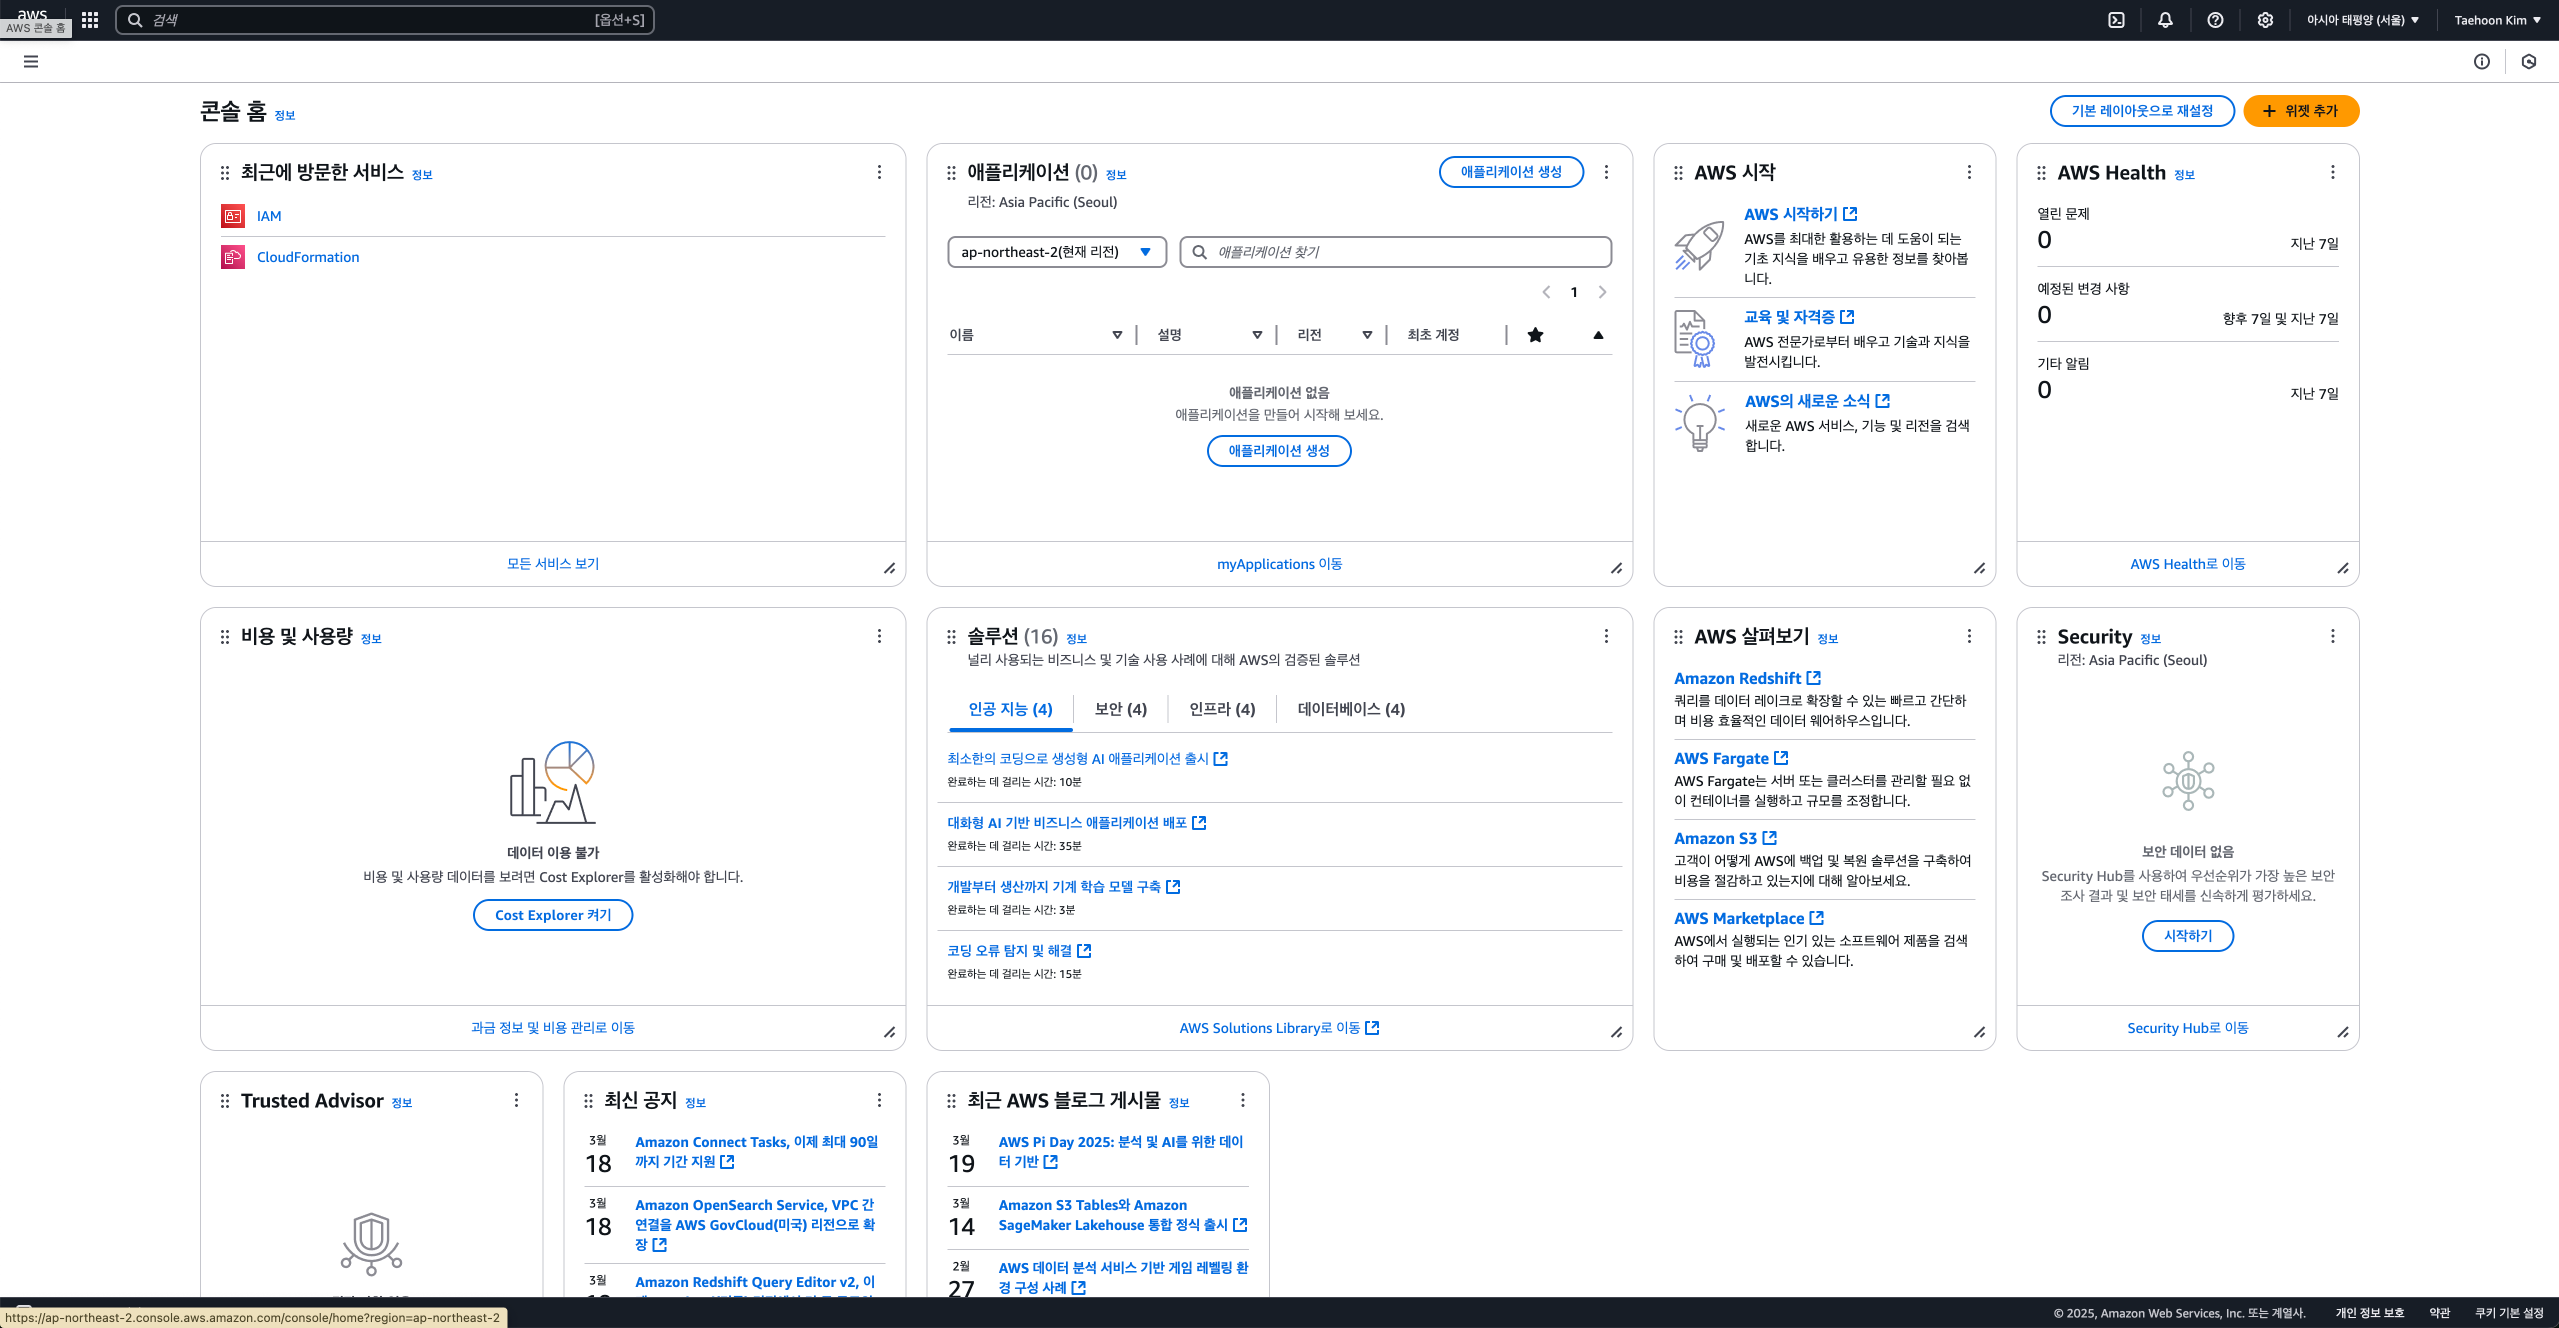 aws
AWS 콘솔 홈
검색
[옵션+S]
아시아 태평양 (서울)
Taehoon Kim
콘솔 홈 정보
기본 레이아웃으로 재설정
위젯 추가
최근에 방문한 서비스 정보
IAM
CloudFormation
모든 서비스 보기
애플리케이션 (0) 정보
리전: Asia Pacific (Seoul)
애플리케이션 생성
ap-northeast-2(현재 리전)
애플리케이션 찾기
1
이름
설명
리전
최초 계정
애플리케이션 없음
애플리케이션을 만들어 시작해 보세요.
애플리케이션 생성
myApplications 이동
AWS 시작
AWS 시작하기
AWS를 최대한 활용하는 데 도움이 되는
기초 지식을 배우고 유용한 정보를 찾아봅
니다.
교육 및 자격증
AWS 전문가로부터 배우고 기술과 지식을
발전시킵니다.
AWS의 새로운 소식
새로운 AWS 서비스, 기능 및 리전을 검색
합니다.
AWS Health 정보
열린 문제
0
지난 7일
예정된 변경 사항
0
향후 7일 및 지난 7일
기타 알림
0
지난 7일
AWS Health로 이동
비용 및 사용량 정보
데이터 이용 불가
비용 및 사용량 데이터를 보려면 Cost Explorer를 활성화해야 합니다.
Cost Explorer 켜기
과금 정보 및 비용 관리로 이동
솔루션 (16) 정보
널리 사용되는 비즈니스 및 기술 사용 사례에 대해 AWS의 검증된 솔루션
인공 지능 (4)
보안 (4)
인프라 (4)
데이터베이스 (4)
최소한의 코딩으로 생성형 AI 애플리케이션 출시
완료하는 데 걸리는 시간: 10분
대화형 AI 기반 비즈니스 애플리케이션 배포
완료하는 데 걸리는 시간: 35분
개발부터 생산까지 기계 학습 모델 구축
완료하는 데 걸리는 시간: 3분
코딩 오류 탐지 및 해결
완료하는 데 걸리는 시간: 15분
AWS Solutions Library로 이동
AWS 살펴보기 정보
Amazon Redshift
쿼리를 데이터 레이크로 확장할 수 있는 빠르고 간단하
며 비용 효율적인 데이터 웨어하우스입니다.
AWS Fargate
AWS Fargate는 서버 또는 클러스터를 관리할 필요 없
이 컨테이너를 실행하고 규모를 조정합니다.
Amazon S3
고객이 어떻게 AWS에 백업 및 복원 솔루션을 구축하여
비용을 절감하고 있는지에 대해 알아보세요.
AWS Marketplace
AWS에서 실행되는 인기 있는 소프트웨어 제품을 검색
하여 구매 및 배포할 수 있습니다.
Security 정보
리전: Asia Pacific (Seoul)
보안 데이터 없음
Security Hub를 사용하여 우선순위가 가장 높은 보안
조사 결과 및 보안 태세를 신속하게 평가하세요.
시작하기
Security Hub로 이동
Trusted Advisor 정보
최신 공지 정보
3월
18
Amazon Connect Tasks, 이제 최대 90일
까지 기간 지원
3월
18
Amazon OpenSearch Service, VPC 간
연결을 AWS GovCloud(미국) 리전으로 확
장
3월
Amazon Redshift Query Editor v2, 이
최근 AWS 블로그 게시물 정보
3월
19
AWS Pi Day 2025: 분석 및 AI를 위한 데이
터 기반
3월
14
Amazon S3 Tables와 Amazon
SageMaker Lakehouse 통합 정식 출시
2월
27
AWS 데이터 분석 서비스 기반 게임 레벨링 환
경 구성 사례
https://ap-northeast-2.console.aws.amazon.com/console/home?region=ap-northeast-2
© 2025, Amazon Web Services, Inc. 또는 계열사.
개인 정보 보호
약관
쿠키 기본 설정